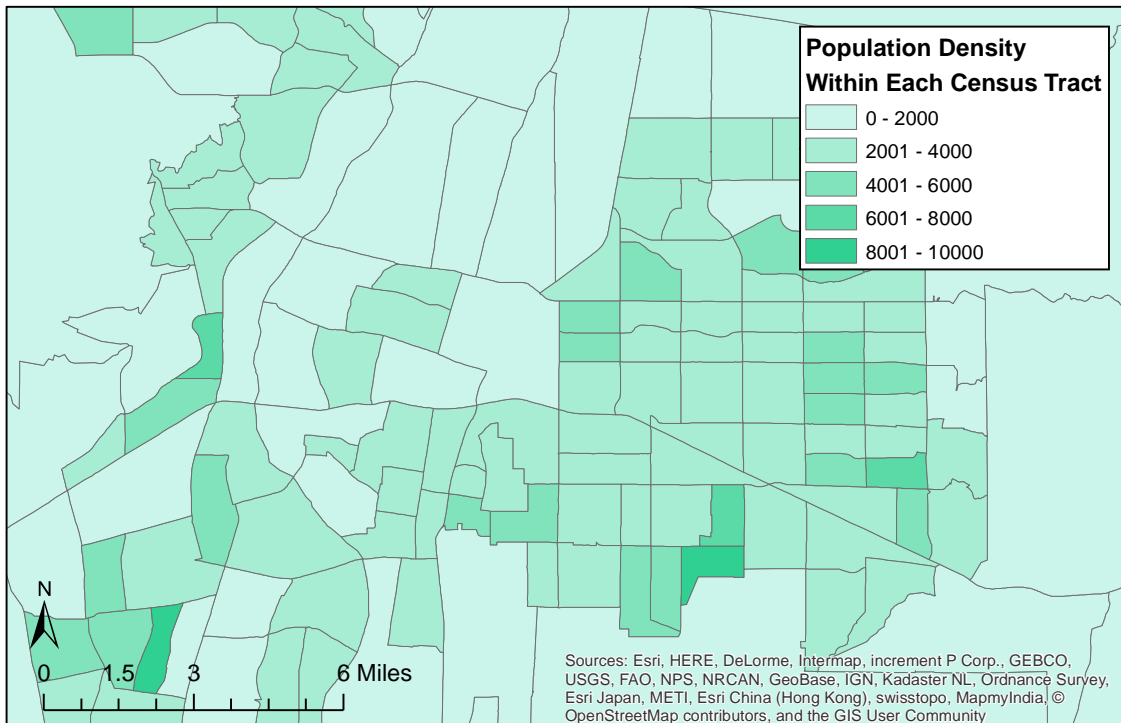 Population Density
Within Each Census Tract
0 - 2000
2001 - 4000
4001 - 6000
6001 - 8000
8001 - 10000
N
0 1.5 3 6 Miles
Sources: Esri, HERE, DeLorme, Intermap, increment P Corp., GEBCO,
USGS, FAO, NPS, NRCAN, GeoBase, IGN, Kadaster NL, Ordnance Survey,
Esri Japan, METI, Esri China (Hong Kong), swisstopo, MapmyIndia, ©
OpenStreetMap contributors, and the GIS User Community